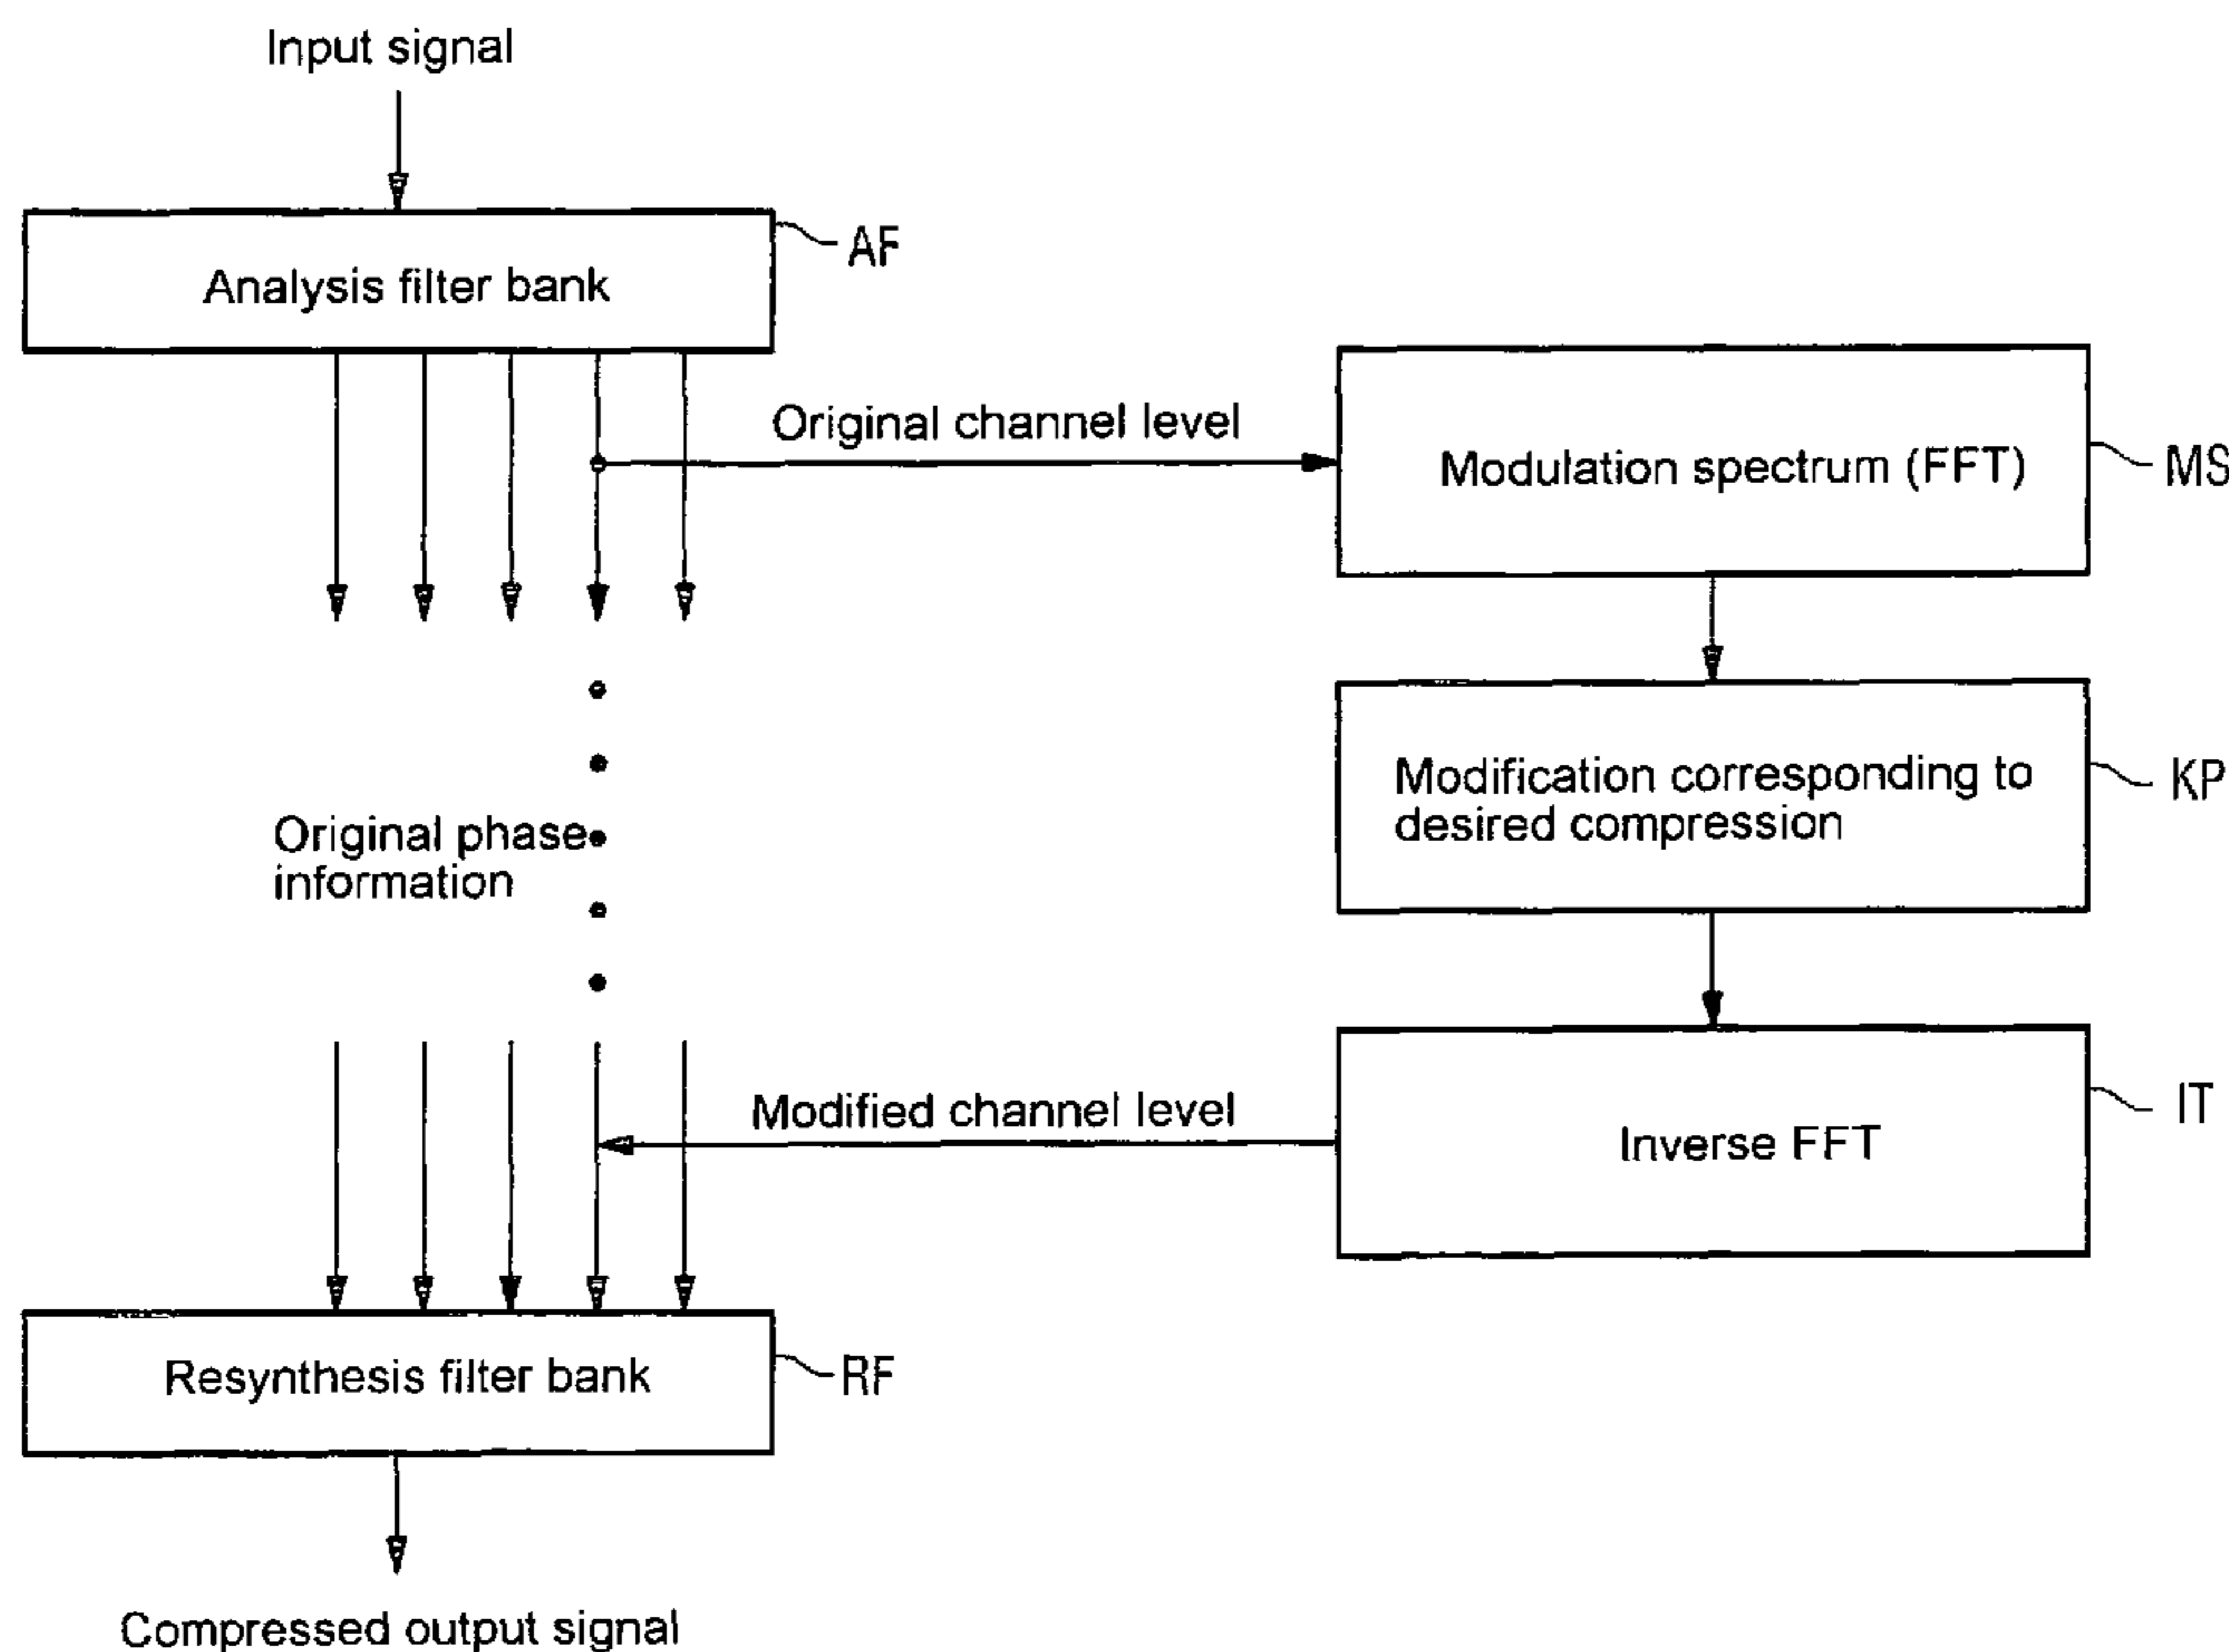 Input signal
Analysis filter bank
AF
Original channel level
Modulation spectrum (FFT)
MS
Modification corresponding to
desired compression
KP
Original phase
information
Modified channel level
Inverse FFT
IT
Resynthesis filter bank
RF
Compressed output signal